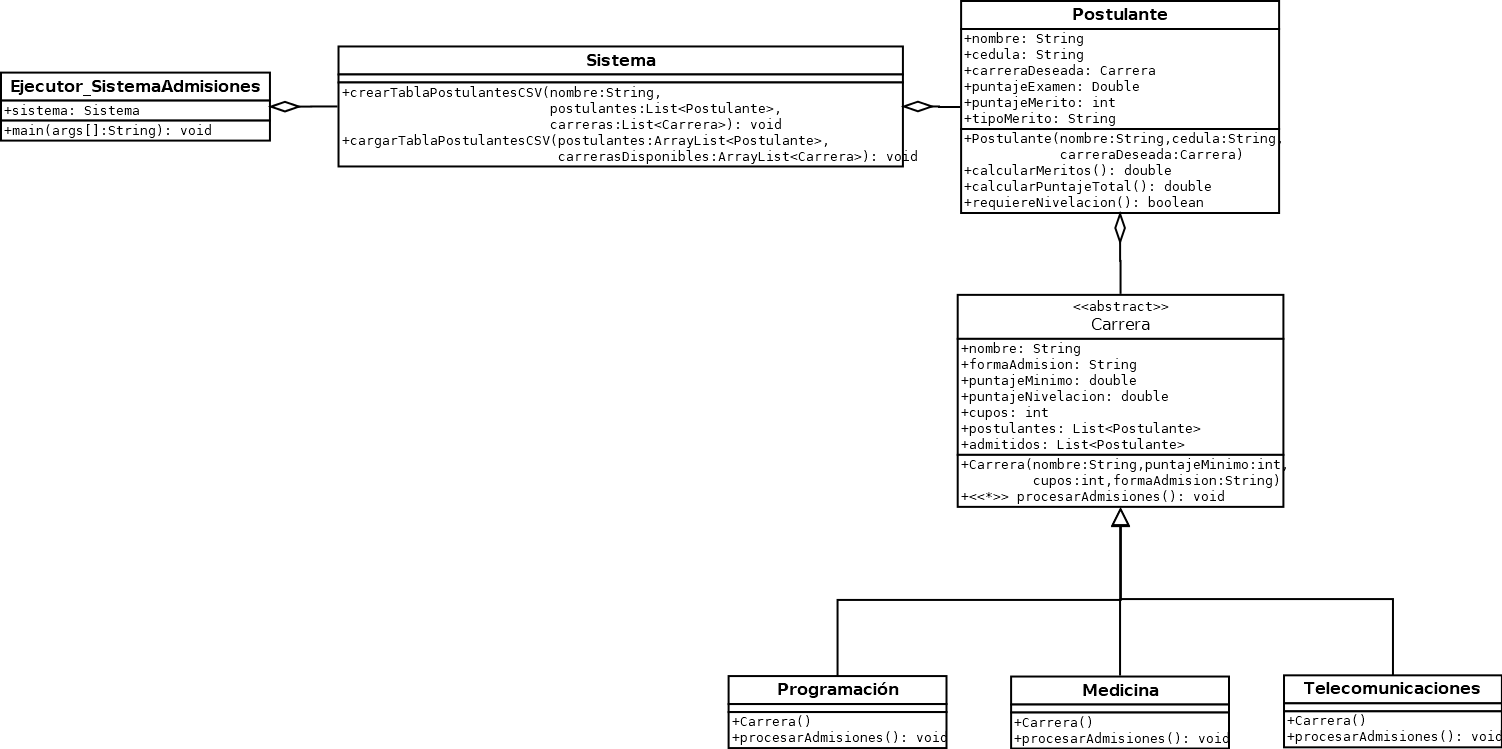 Ejecutor_SistemaAdmisiones
+sistema: Sistema
+main(args[]:String): void
Sistema
+crearTablaPostulantesCSV(nombre:String,
postulantes:List<Postulante>,
carreras:List<Carrera>): void
+cargarTablaPostulantesCSV(postulantes:ArrayList<Postulante>,
carrerasDisponibles:ArrayList<Carrera>): void
Postulante
+nombre: String
+cedula: String
+carreraDeseada: Carrera
+puntajeExamen: Double
+puntajeMerito: int
+tipoMerito: String
+Postulante(nombre:String,cedula:String,
carreraDeseada:Carrera)
+calcularMeritos(): double
+calcularPuntajeTotal(): double
+requiereNivelacion(): boolean
<<abstract>>
Carrera
+nombre: String
+formaAdmision: String
+puntajeMinimo: double
+puntajeNivelacion: double
+cupos: int
+postulantes: List<Postulante>
+admitidos: List<Postulante>
+Carrera(nombre:String,puntajeMinimo:int,
cupos:int,formaAdmision:String)
+<<*>> procesarAdmisiones(): void
Programación
+Carrera()
+procesarAdmisiones(): void
Medicina
+Carrera()
+procesarAdmisiones(): void
Telecomunicaciones
+Carrera()
+procesarAdmisiones(): void